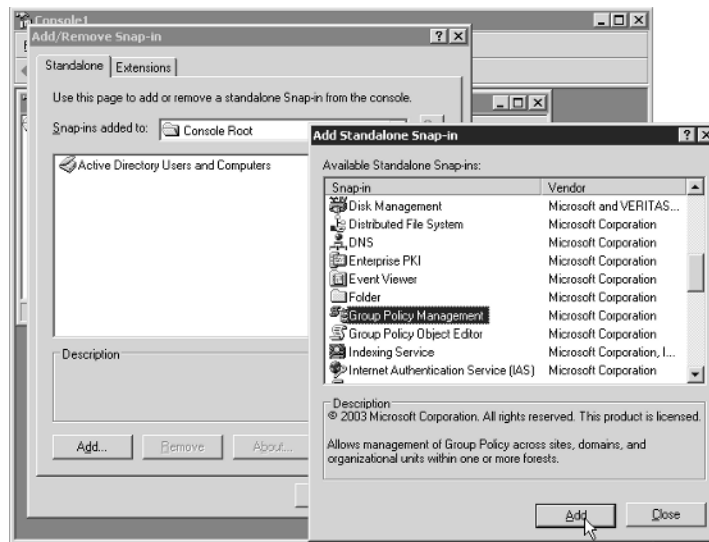 Console1
Add/Remove Snap-in
Standalone
Extensions
Use this page to add or remove a standalone Snap-in from the console.
Snap-ins added to:
Console Root
Active Directory Users and Computers
Description
Add...
Remove
About...
Add Standalone Snap-in
Available Standalone Snap-ins:
Snap-in Vendor
Disk Management Microsoft and VERITAS...
Distributed File System Microsoft Corporation
DNS Microsoft Corporation
Enterprise PKI Microsoft Corporation
Event Viewer Microsoft Corporation
Folder Microsoft Corporation
Group Policy Management Microsoft Corporation
Group Policy Object Editor Microsoft Corporation
Indexing Service Microsoft Corporation, I...
Internet Authentication Service (IAS) Microsoft Corporation
Description
© 2003 Microsoft Corporation. All rights reserved. This product is licensed.
Allows management of Group Policy across sites, domains, and
organizational units within one or more forests.
Add
Close